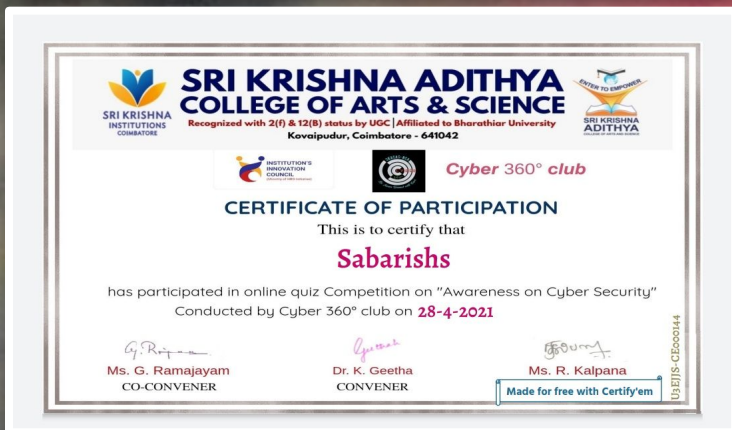 SRI KRISHNA
INSTITUTIONS
COIMBATORE
SRI KRISHNA ADITHYA
COLLEGE OF ARTS & SCIENCE
Recognized with 2(f) & 12(B) status by UGC | Affiliated to Bharathiar University
Kovaipudur, Coimbatore - 641042
ENTER TO EMPOWER
SRI KRISHNA
ADITHYA
INSTITUTION'S
INNOVATION
COUNCIL
Cyber 360° club
CERTIFICATE OF PARTICIPATION
This is to certify that
Sabarishs
has participated in online quiz Competition on "Awareness on Cyber Security"
Conducted by Cyber 360° club on 28-4-2021
Ms. G. Ramajayam
CO-CONVENER
Dr. K. Geetha
CONVENER
Ms. R. Kalpana
Made for free with Certify'em
U3EJJS-CE000144